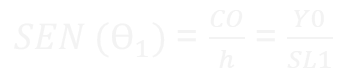 SEN (θ₁) = CO/h = Y0/SL1